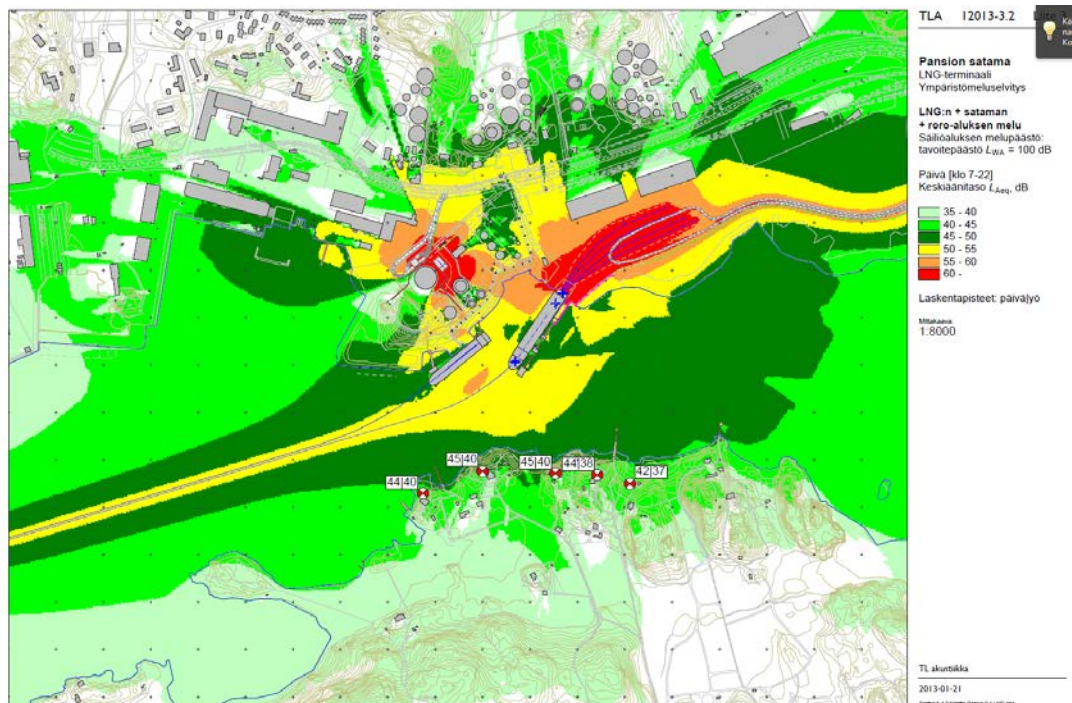 TLA 12013-3.2
Pansion satama
LNG-terminaali
Ympäristömeluselvitys
LNG:n + sataman
+ roro-aluksen melu
Säiliöaluksen melupäästö:
tavoitepäästö LWA = 100 dB
Päivä [klo 7-22]
Keskiäänitaso LAeq, dB
35 - 40
40 - 45
45 - 50
50 - 55
55 - 60
60 -
Laskentapisteet: päivä|yö
Mittakaava:
1:8000
44|40
45|40
45|40
44|38
42|37
TL akustiikka
2013-01-21